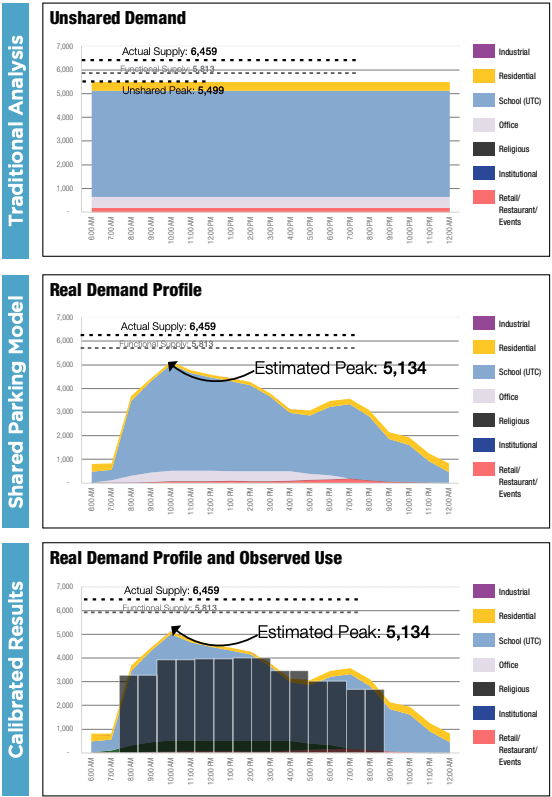 Traditional Analysis
Unshared Demand
7,000
6,000
5,000
4,000
3,000
2,000
1,000
-
Actual Supply: 6,459
Functional Supply: 5,813
Unshared Peak: 5,499
6:00 AM
7:00 AM
8:00 AM
9:00 AM
10:00 AM
11:00 AM
12:00 PM
1:00 PM
2:00 PM
3:00 PM
4:00 PM
5:00 PM
6:00 PM
7:00 PM
8:00 PM
9:00 PM
10:00 PM
11:00 PM
12:00 AM
Industrial
Residential
School (UTC)
Office
Religious
Institutional
Retail/
Restaurant/
Events
Shared Parking Model
Real Demand Profile
7,000
6,000
5,000
4,000
3,000
2,000
1,000
-
Actual Supply: 6,459
Functional Supply: 5,813
Estimated Peak: 5,134
6:00 AM
7:00 AM
8:00 AM
9:00 AM
10:00 AM
11:00 AM
12:00 PM
1:00 PM
2:00 PM
3:00 PM
4:00 PM
5:00 PM
6:00 PM
7:00 PM
8:00 PM
9:00 PM
10:00 PM
11:00 PM
12:00 AM
Industrial
Residential
School (UTC)
Office
Religious
Institutional
Retail/
Restaurant/
Events
Calibrated Results
Real Demand Profile and Observed Use
7,000
6,000
5,000
4,000
3,000
2,000
1,000
-
Actual Supply: 6,459
Functional Supply: 5,813
Estimated Peak: 5,134
6:00 AM
7:00 AM
8:00 AM
9:00 AM
10:00 AM
11:00 AM
12:00 PM
1:00 PM
2:00 PM
3:00 PM
4:00 PM
5:00 PM
6:00 PM
7:00 PM
8:00 PM
9:00 PM
10:00 PM
11:00 PM
12:00 AM
Industrial
Residential
School (UTC)
Office
Religious
Institutional
Retail/
Restaurant/
Events